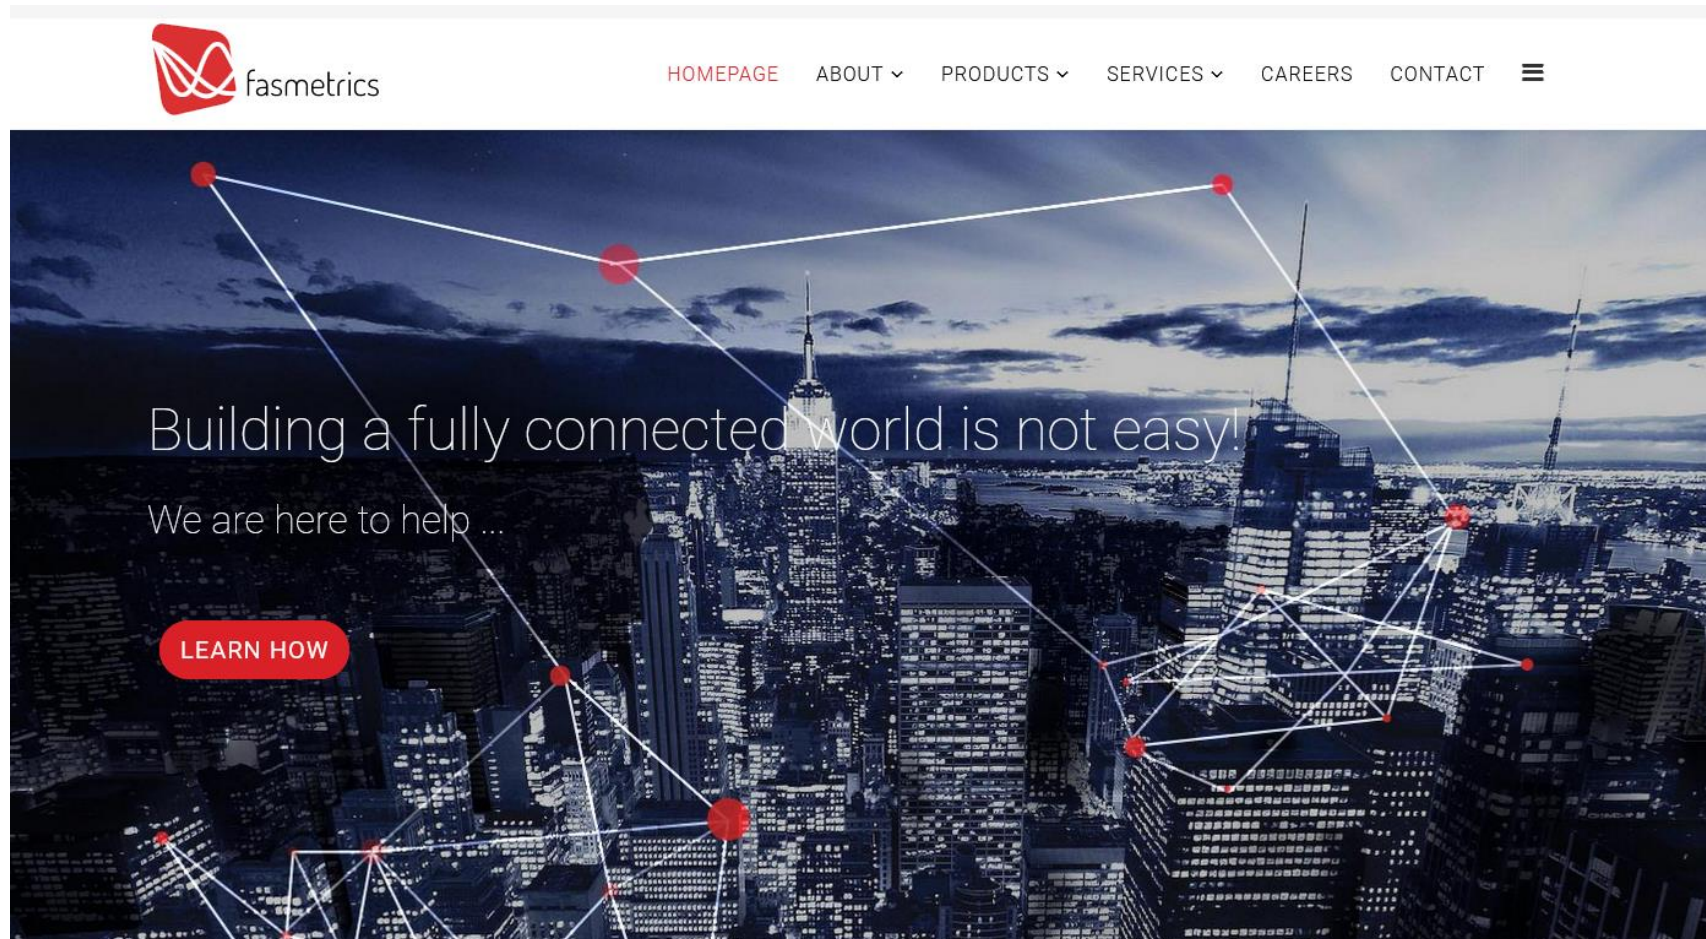 fasmetrics
HOMEPAGE ABOUT PRODUCTS SERVICES CAREERS CONTACT
Building a fully connected world is not easy!
We are here to help ...
LEARN HOW